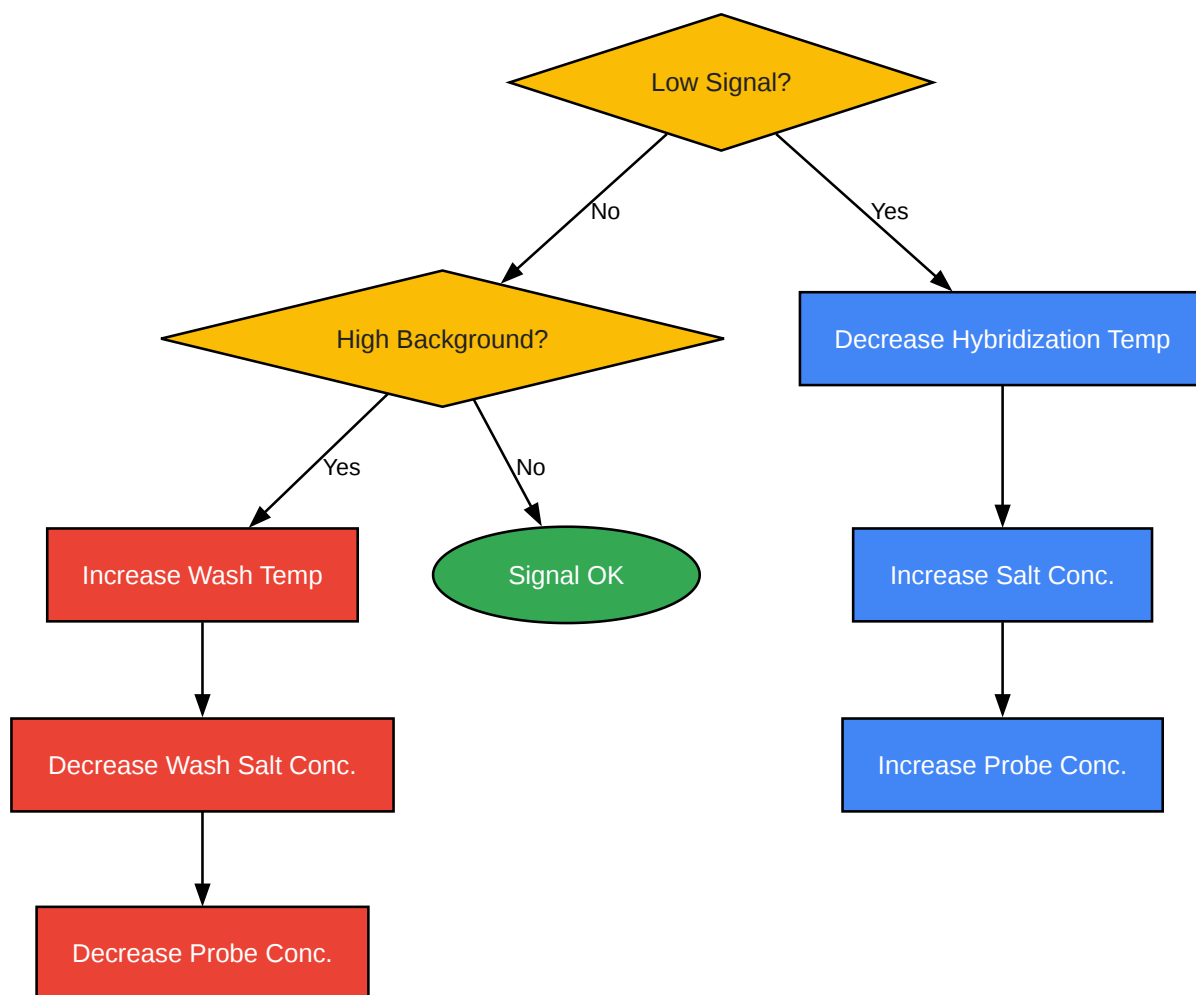 Low Signal?
No
Yes
High Background?
Decrease Hybridization Temp
Yes
No
Increase Wash Temp
Signal OK
Increase Salt Conc.
Decrease Wash Salt Conc.
Increase Probe Conc.
Decrease Probe Conc.